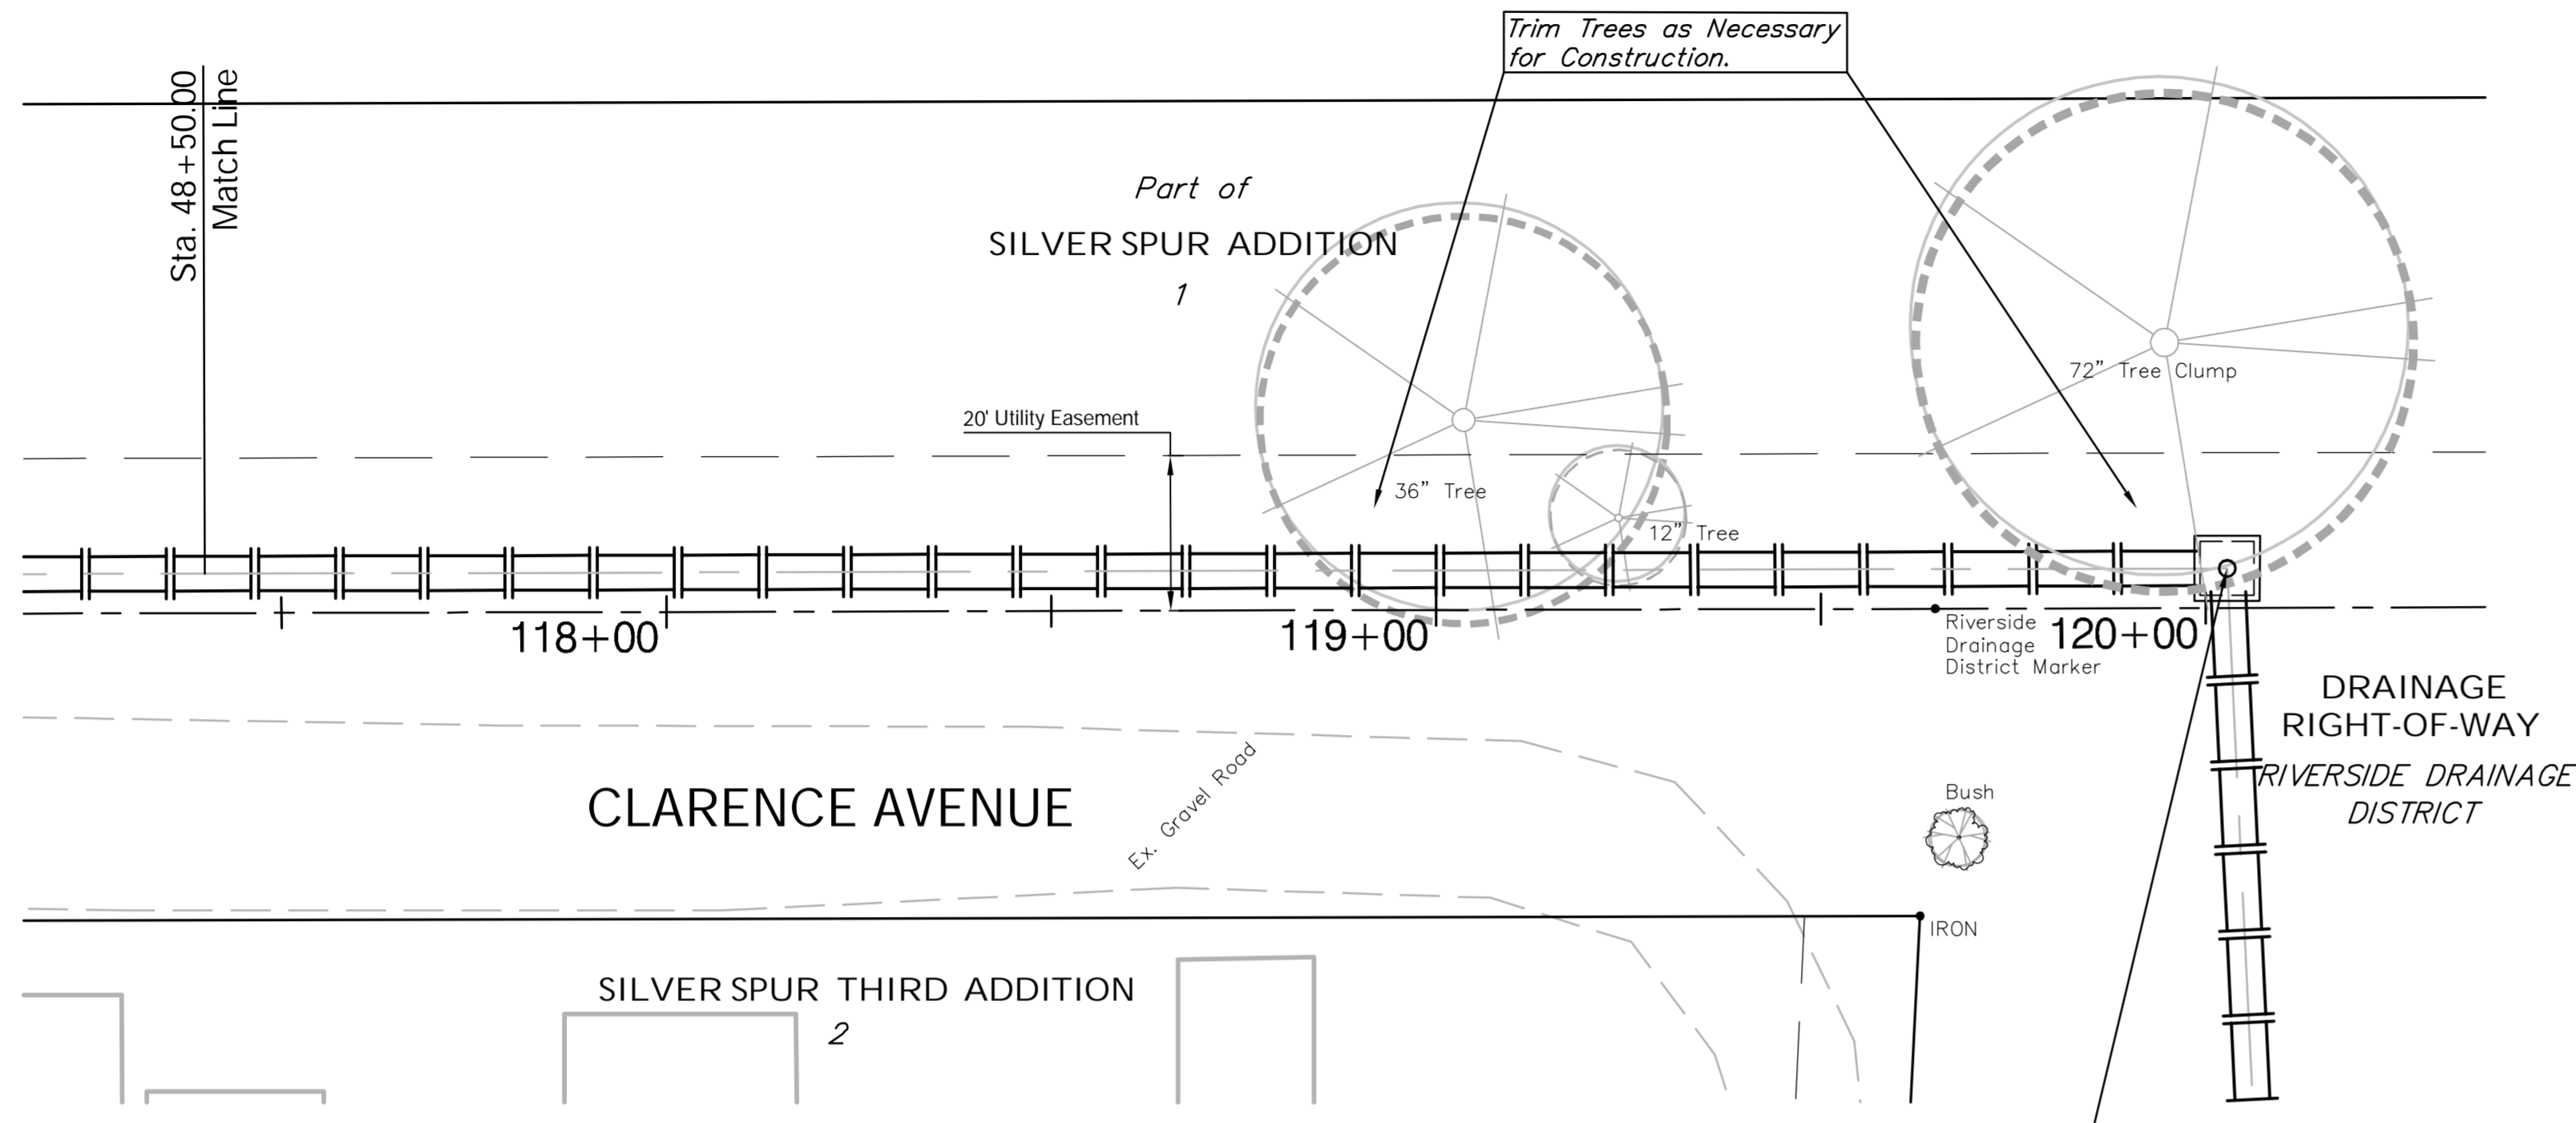 Trim Trees as Necessary
for Construction.
Sta. 48+50.00
Match Line
Part of
SILVER SPUR ADDITION
1
72” Tree Clump
20' Utility Easement
36” Tree
12” Tree
118+00
119+00
Riverside
Drainage
District Marker
120+00
DRAINAGE
RIGHT-OF-WAY
RIVERSIDE DRAINAGE
DISTRICT
CLARENCE AVENUE
Ex. Gravel Road
Bush
IRON
SILVER SPUR THIRD ADDITION
2